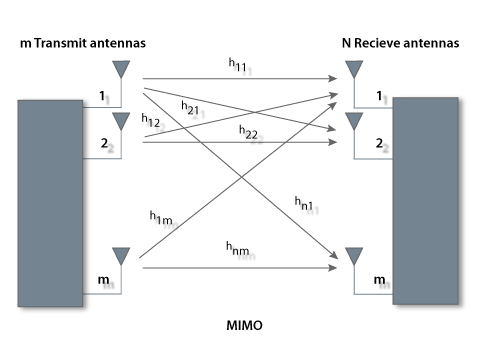 m Transmit antennas
N Recieve antennas
h11
1
1
h21
h12
h22
2
2
hn1
h1m
hnm
m
m
MIMO